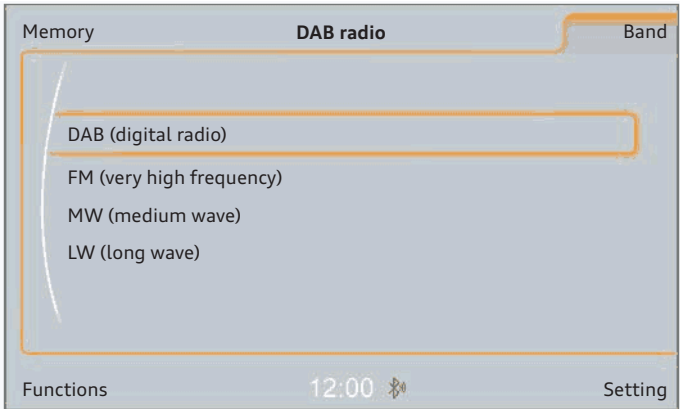 Memory DAB radio Band
DAB (digital radio)
FM (very high frequency)
MW (medium wave)
LW (long wave)
Functions 12:00 Setting